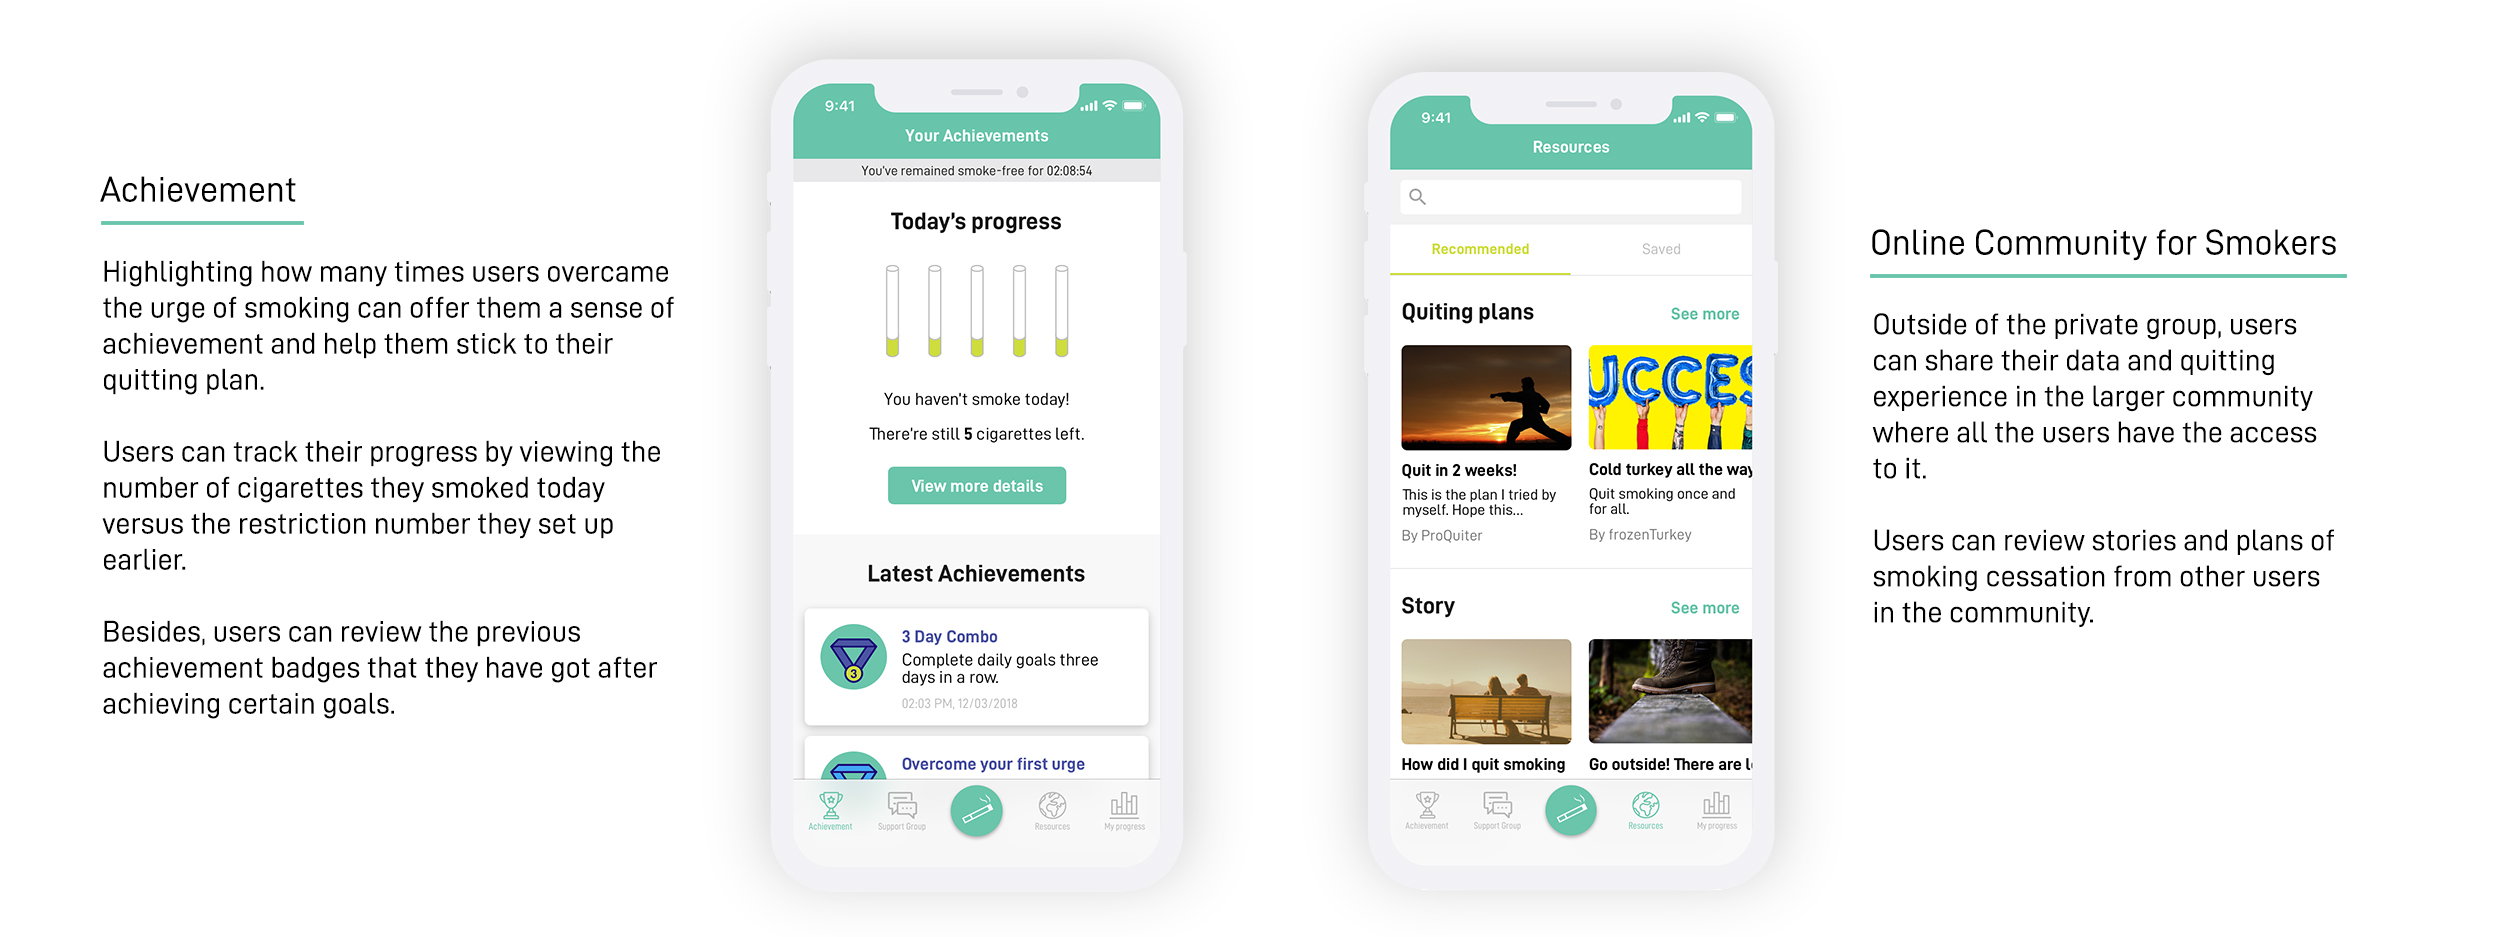 Achievement
Highlighting how many times users overcame
the urge of smoking can offer them a sense of
achievement and help them stick to their
quitting plan.
Users can track their progress by viewing the
number of cigarettes they smoked today
versus the restriction number they set up
earlier.
Besides, users can review the previous
achievement badges that they have got after
achieving certain goals.
9:41
Your Achievements
You've remained smoke-free for 02:08:54
Today's progress
You haven't smoke today!
There're still 5 cigarettes left.
View more details
Latest Achievements
3
3 Day Combo
Complete daily goals three
days in a row.
02:03 PM, 12/03/2018
Overcome your first urge
Achievement
Support Group
Resources
My progress
9:41
Resources
Recommended
Saved
Quiting plans
See more
UCCES
Quit in 2 weeks!
This is the plan I tried by
myself. Hope this...
By ProQuiter
Cold turkey all the way
Quit smoking once and
for all.
By frozenTurkey
Story
See more
How did I quit smoking
Go outside! There are l
Achievement
Support Group
Resources
My progress
Online Community for Smokers
Outside of the private group, users
can share their data and quitting
experience in the larger community
where all the users have the access
to it.
Users can review stories and plans of
smoking cessation from other users
in the community.